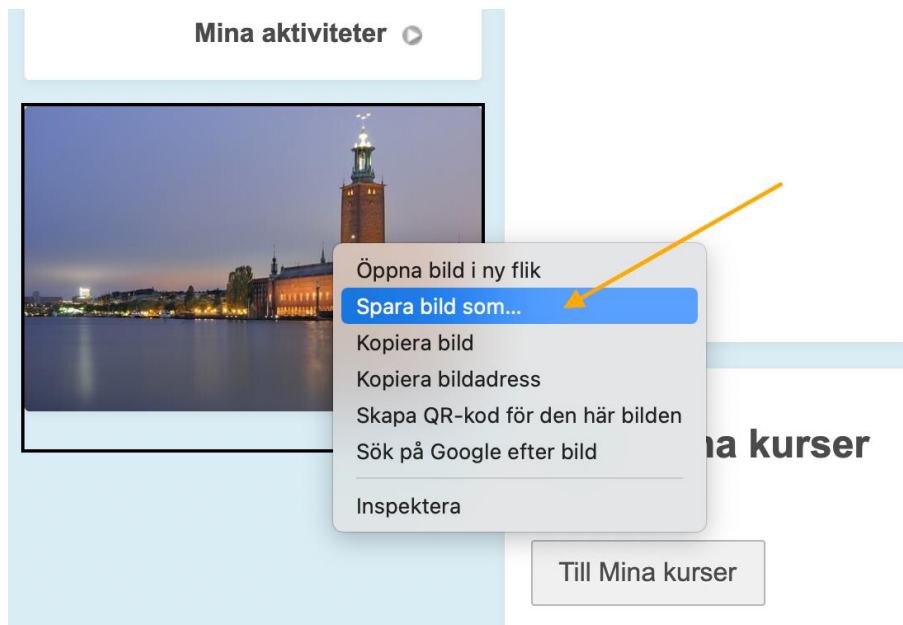 Mina aktiviteter
Öppna bild i ny flik
Spara bild som...
Kopiera bild
Kopiera bildadress
Skapa QR-kod för den här bilden
Sök på Google efter bild
Inspektera
kurser
Till Mina kurser